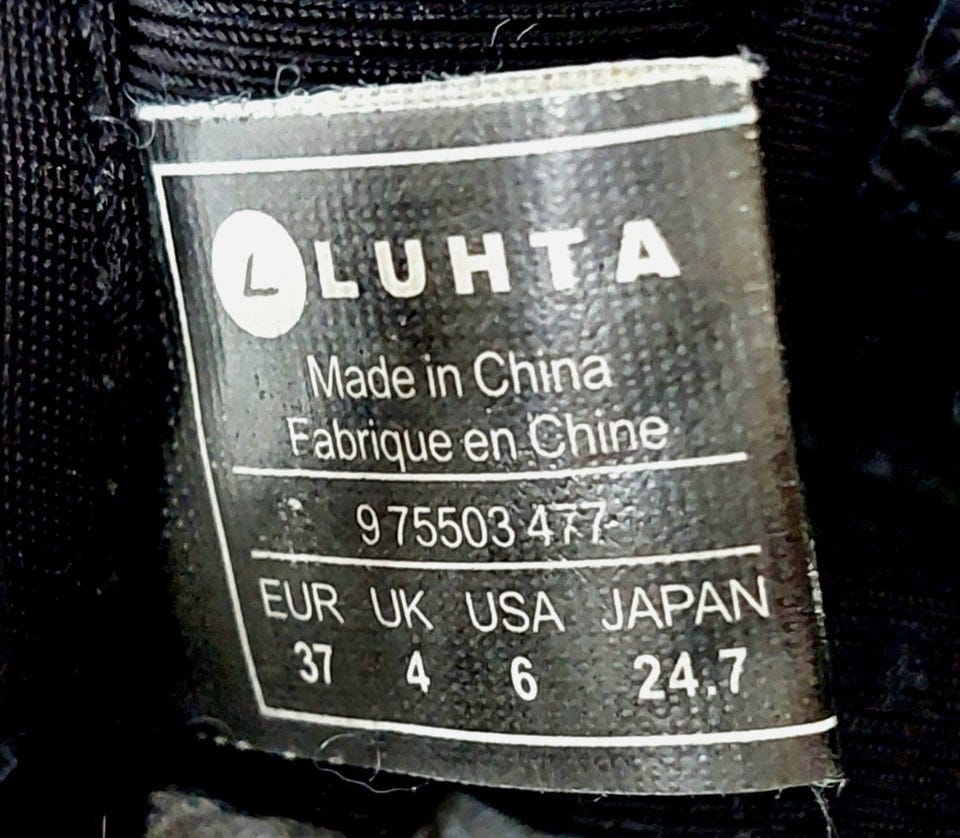 L LUHTA
Made in China
Fabrique en Chine
9 75503 477
EUR UK USA JAPAN
37 4 6 24.7